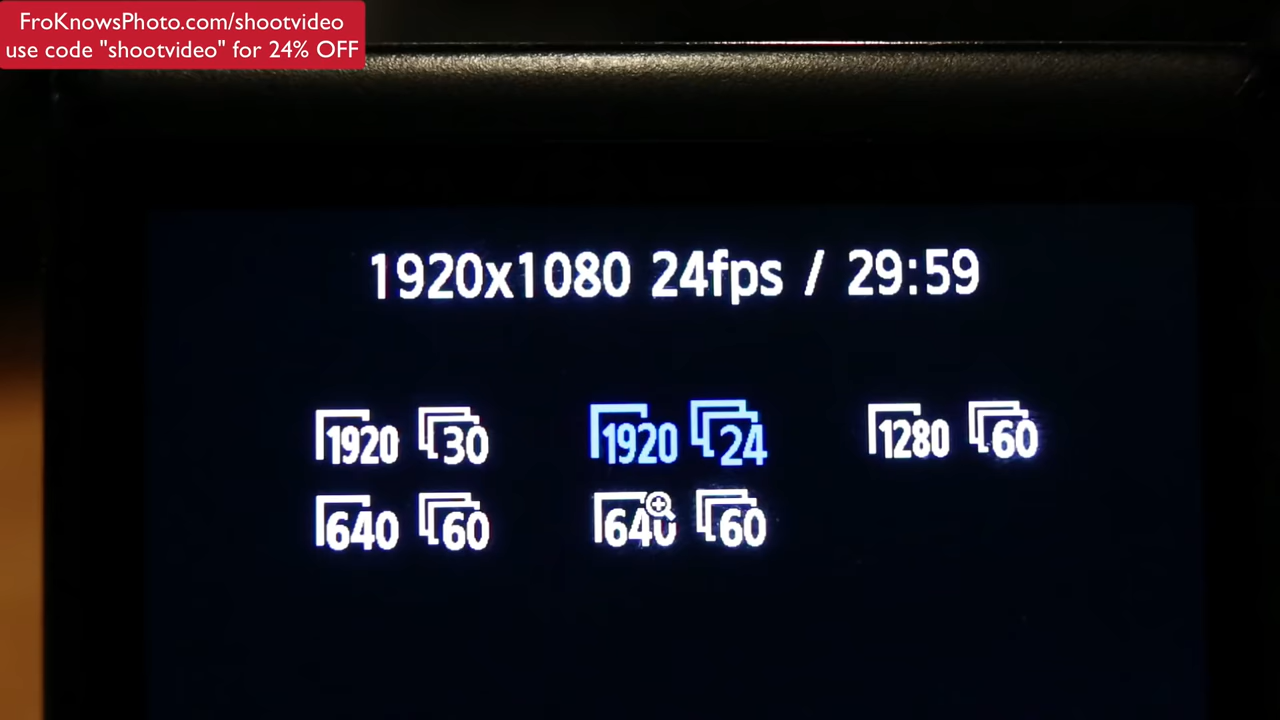 FroKnowsPhoto.com/shootvideo
use code "shootvideo" for 24% OFF
1920x1080 24fps / 29:59
1920 30 1920 24 1280 60
640 60 640 60